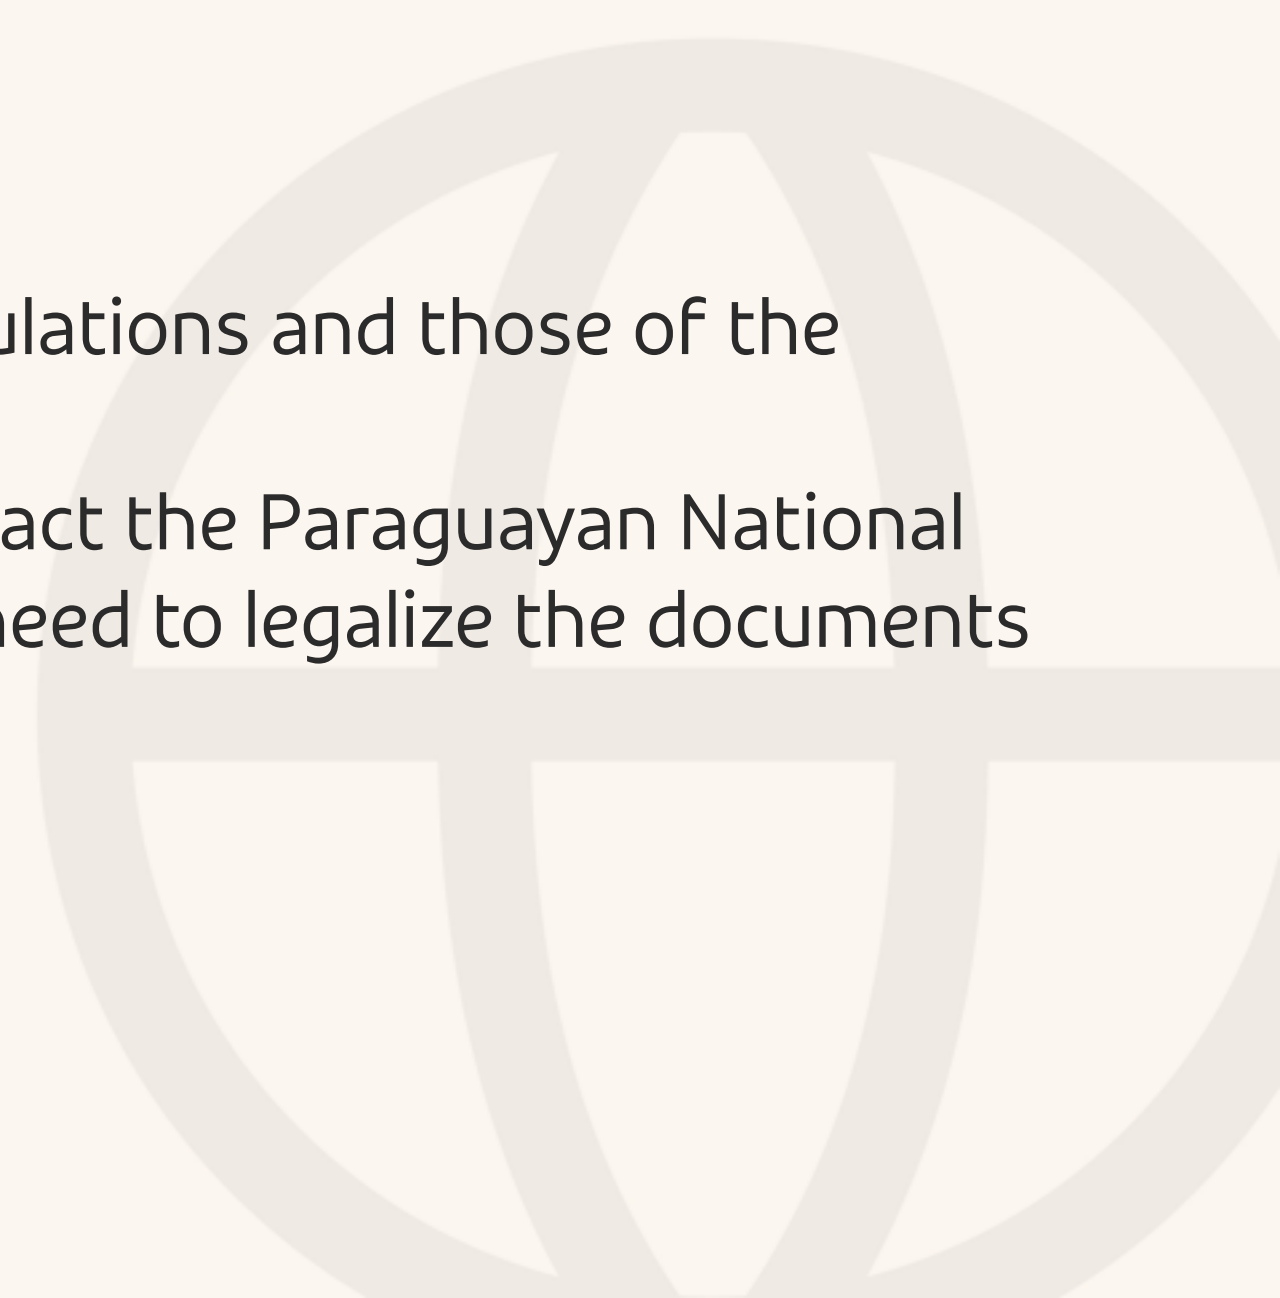 ulations and those of the
act the Paraguayan National
need to legalize the documents